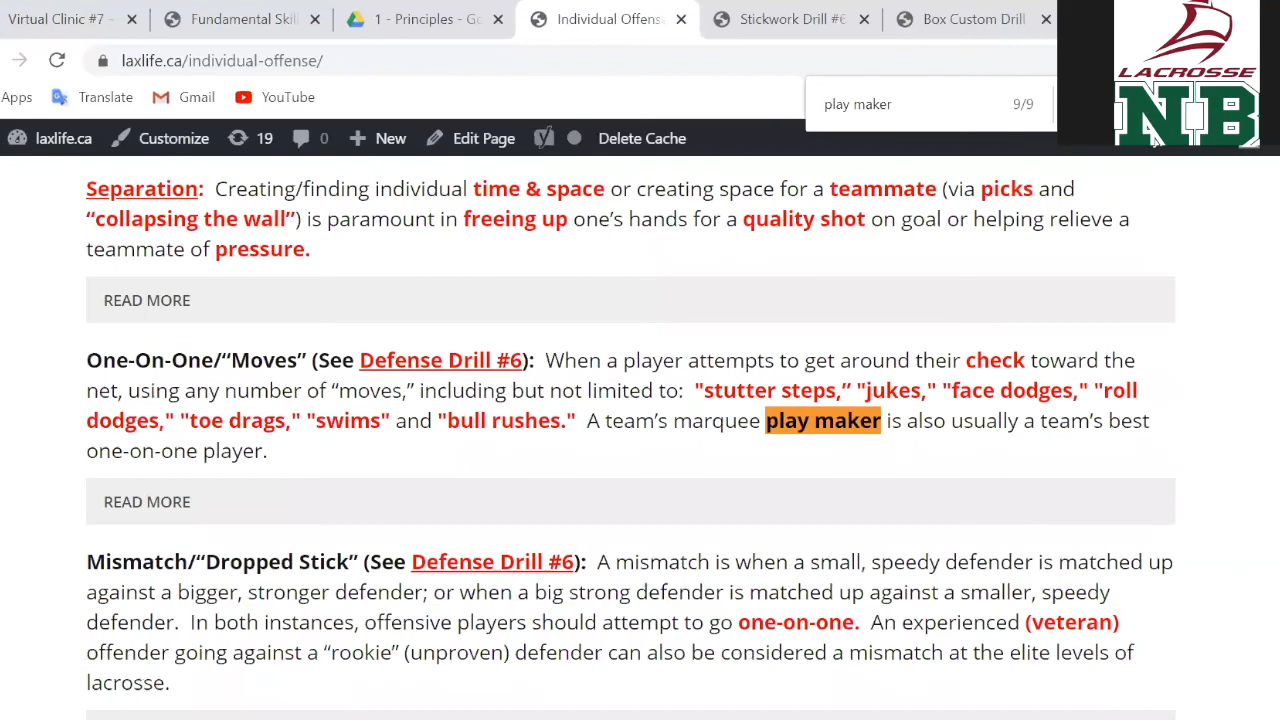 Virtual Clinic #7 - Fundamental Skil 1 - Principles - Go Individual Offens Stickwork Drill #6 Box Custom Drill
laxlife.ca/individual-offense/
Apps Translate Gmail YouTube
play maker 9/9
LACROSSE
NB
laxlife.ca Customize 19 0 New Edit Page Delete Cache
Separation: Creating/finding individual time & space or creating space for a teammate (via picks and
“collapsing the wall”) is paramount in freeing up one’s hands for a quality shot on goal or helping relieve a
teammate of pressure.
READ MORE
One-On-One/“Moves” (See Defense Drill #6): When a player attempts to get around their check toward the
net, using any number of “moves,” including but not limited to: "stutter steps,” "jukes," "face dodges," "roll
dodges," "toe drags," "swims" and "bull rushes." A team’s marquee play maker is also usually a team’s best
one-on-one player.
READ MORE
Mismatch/“Dropped Stick” (See Defense Drill #6): A mismatch is when a small, speedy defender is matched up
against a bigger, stronger defender; or when a big strong defender is matched up against a smaller, speedy
defender. In both instances, offensive players should attempt to go one-on-one. An experienced (veteran)
offender going against a “rookie” (unproven) defender can also be considered a mismatch at the elite levels of
lacrosse.